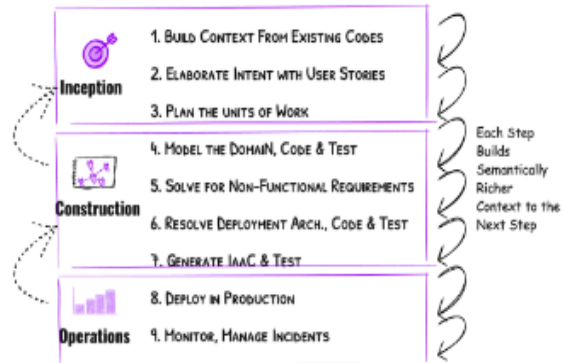 1. BUILD CONTEXT FROM EXISTING CODES
2. ELABORATE INTENT WITH USER STORIES
Inception
3. PLAN THE UNITS OF WORK
4. MODEL THE DOMAIN, CODE & TEST
5. SOLVE FOR NON-FUNCTIONAL REQUIREMENTS
Construction
6. RESOLVE DEPLOYMENT ARCH., CODE & TEST
7. GENERATE IAAC & TEST
8. DEPLOY IN PRODUCTION
Operations
9. MONITOR, MANAGE INCIDENTS
Each Step
Builds
Semantically
Richer
Context to the
Next Step